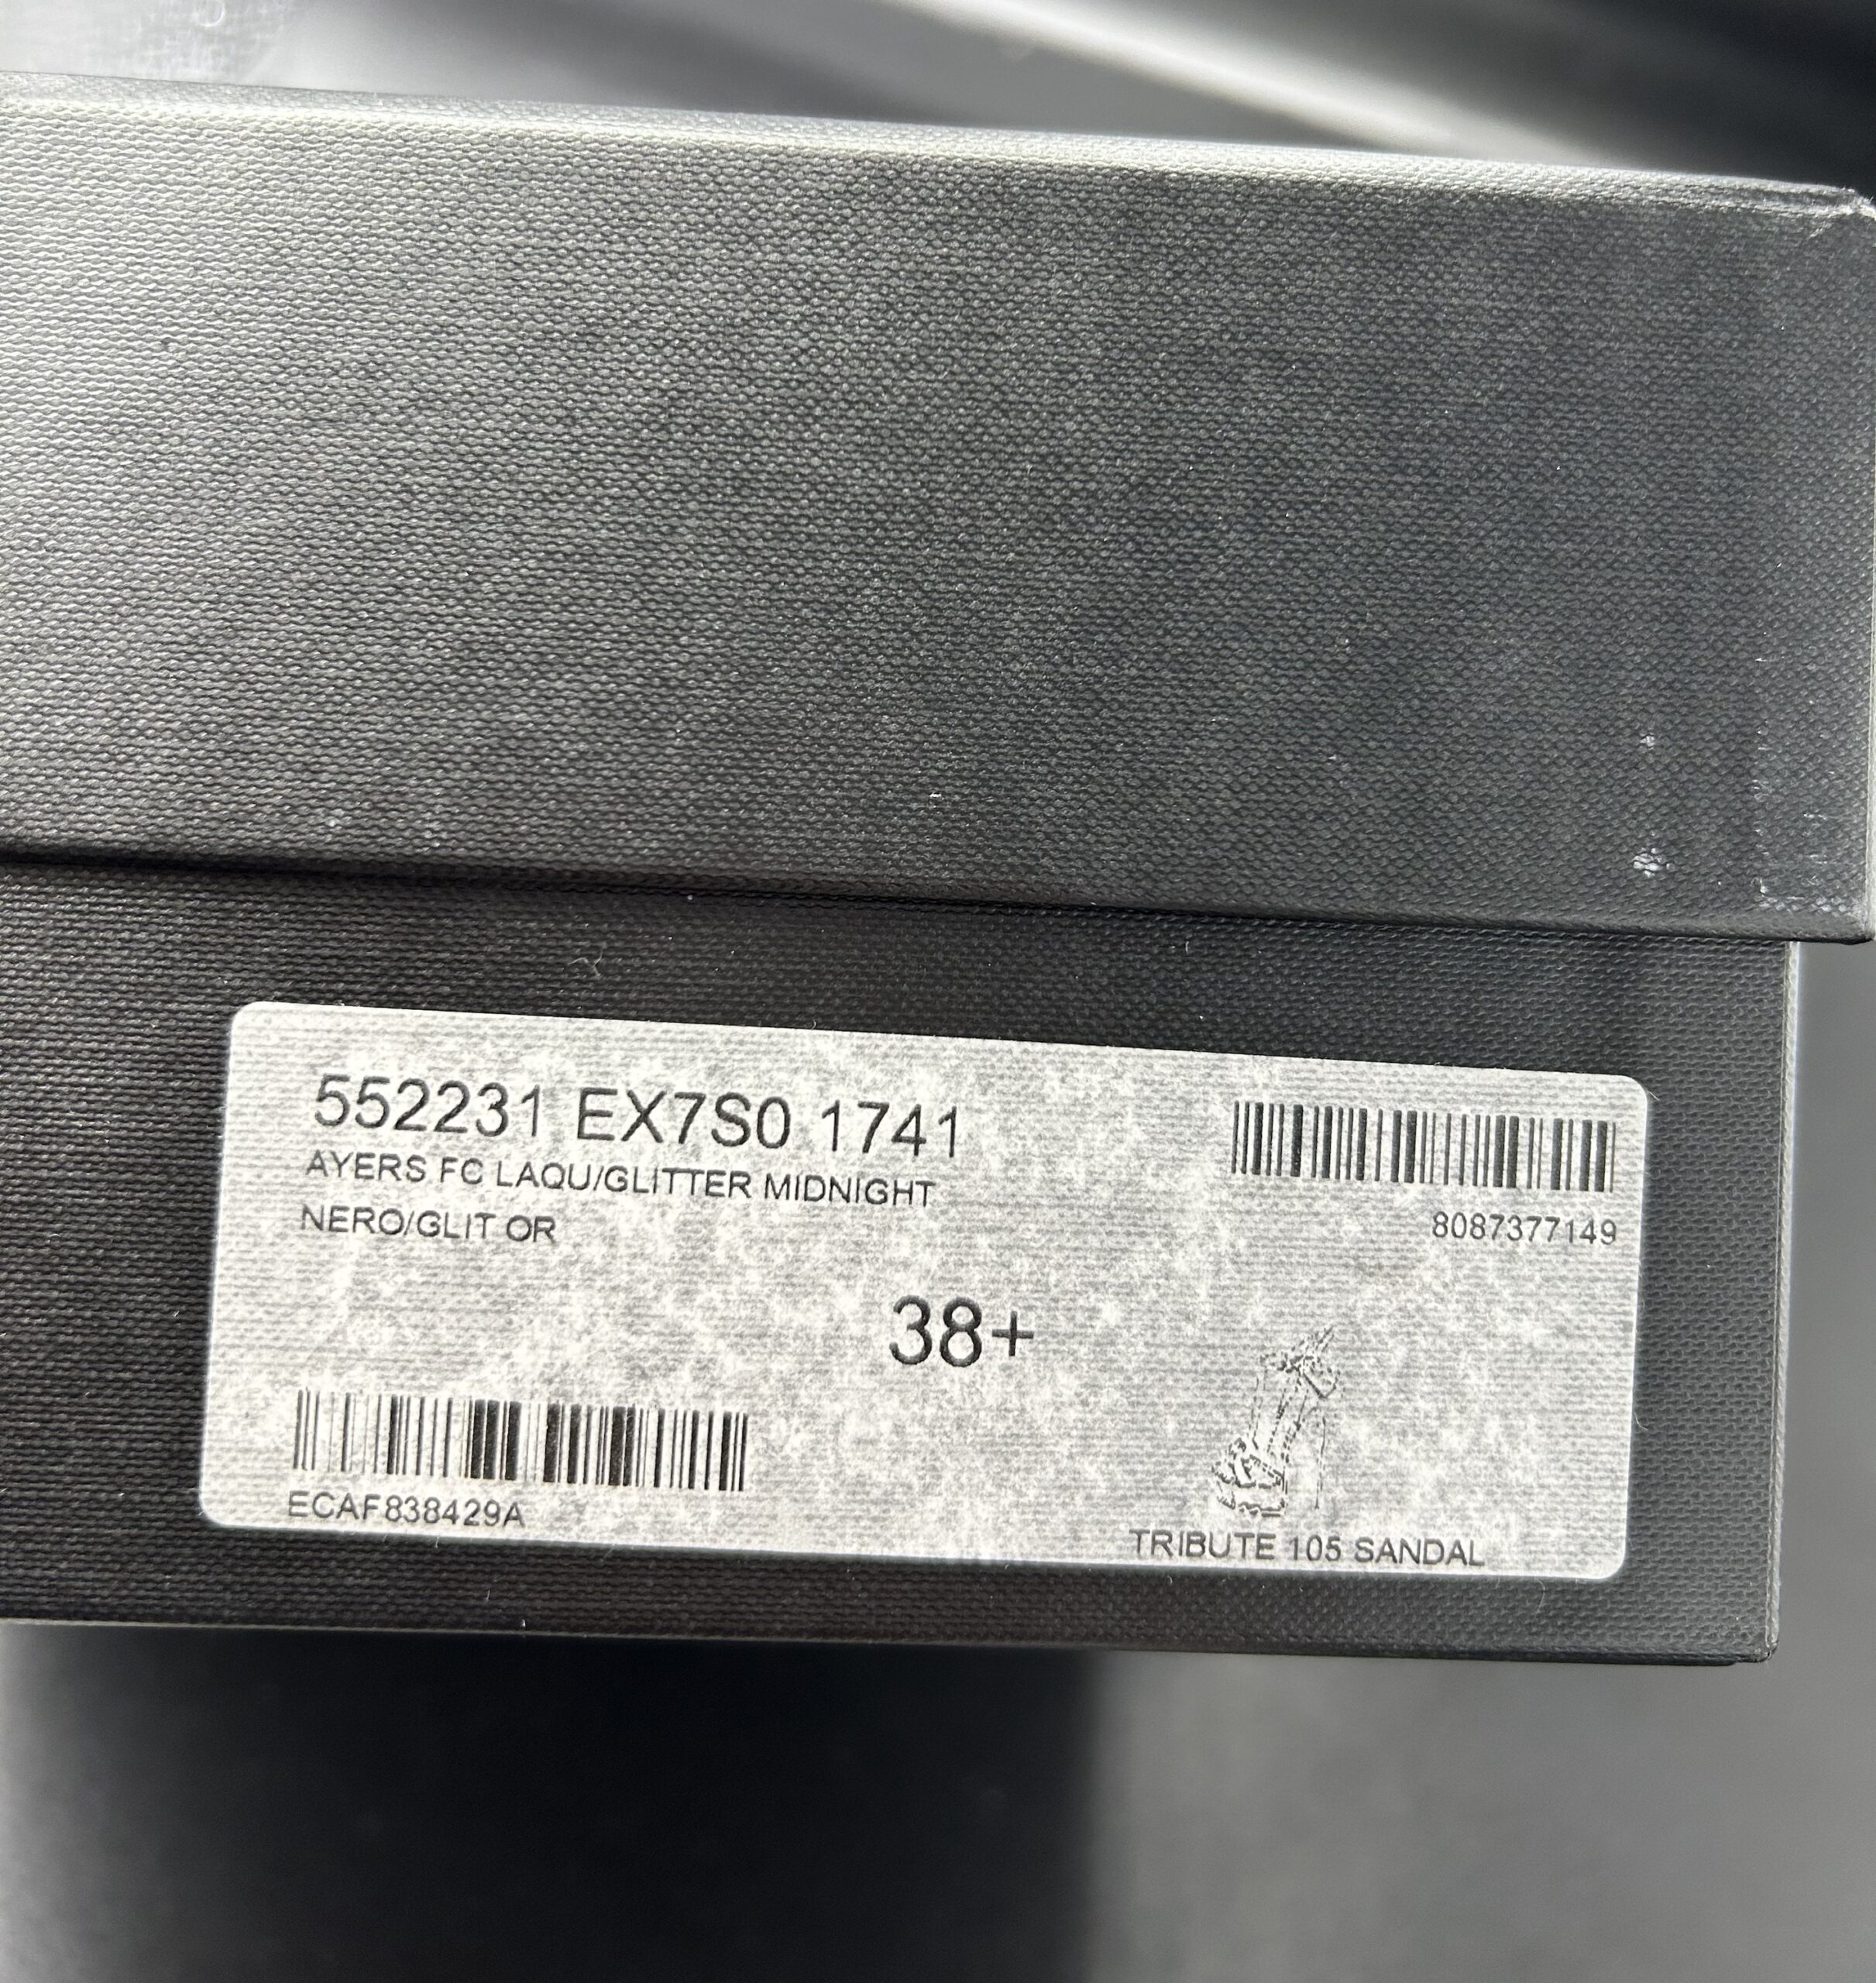 552231 EX7S0 1741
AYERS FC LAQU/GLITTER MIDNIGHT
NERO/GLIT OR
8087377149
38+
ECAF838429A
TRIBUTE 105 SANDAL